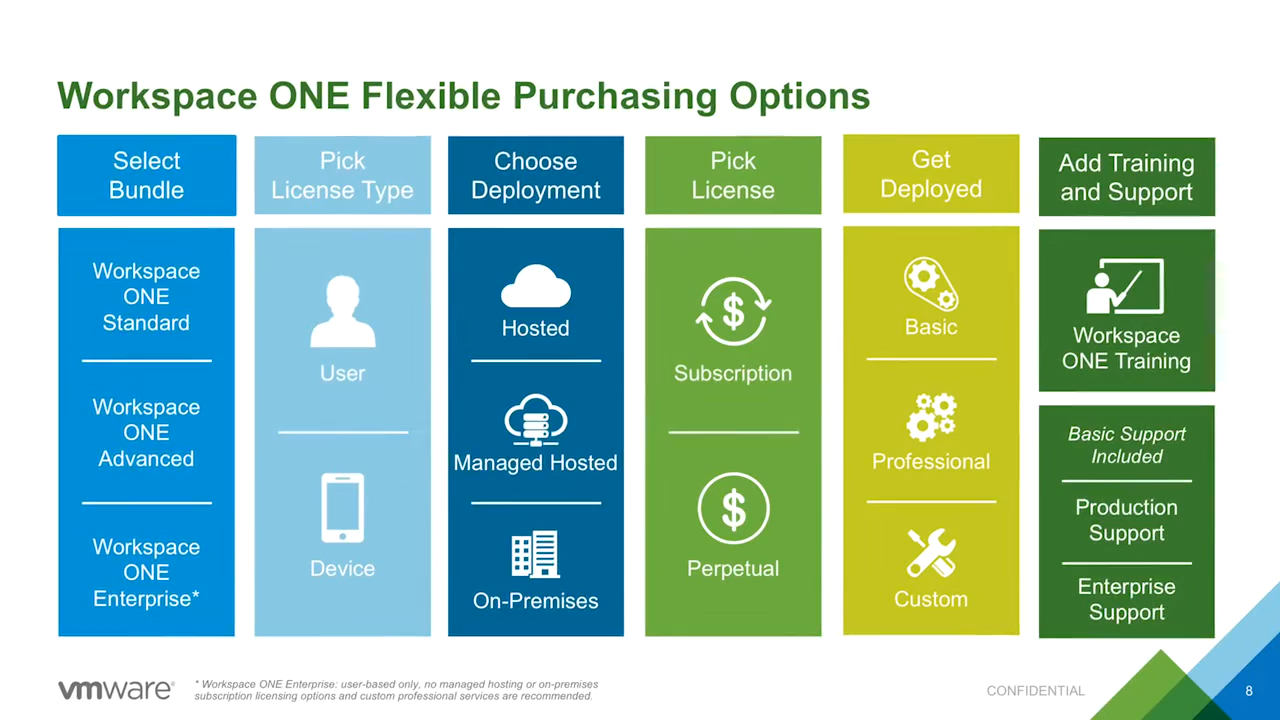 Workspace ONE Flexible Purchasing Options
Select
Bundle
Workspace
ONE
Standard
Workspace
ONE
Advanced
Workspace
ONE
Enterprise*
Pick
License Type
User
Device
Choose
Deployment
Hosted
Managed Hosted
On-Premises
Pick
License
$
Subscription
$
Perpetual
Get
Deployed
Basic
Professional
Custom
Add Training
and Support
Workspace
ONE Training
Basic Support
Included
Production
Support
Enterprise
Support
vmware®
* Workspace ONE Enterprise: user-based only, no managed hosting or on-premises
subscription licensing options and custom professional services are recommended.
CONFIDENTIAL
8